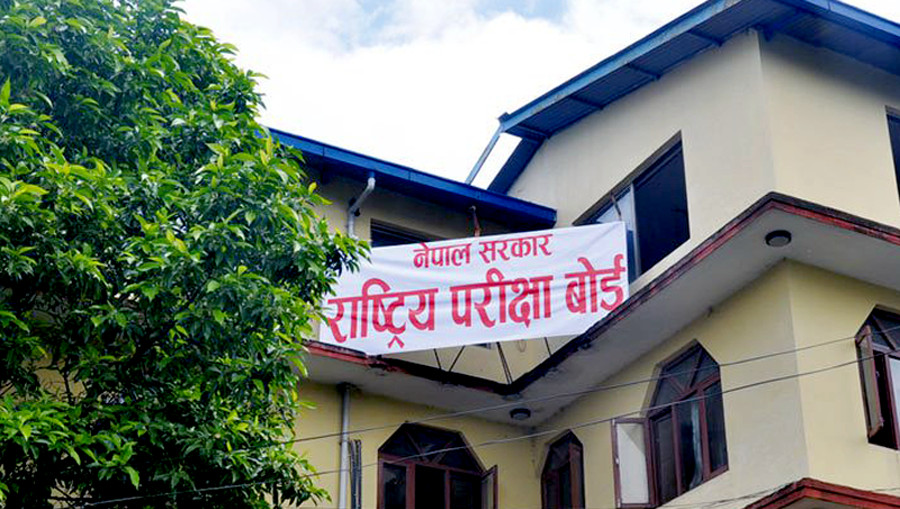 नेपाल सरकार
राष्ट्रिय परीक्षा बोर्ड